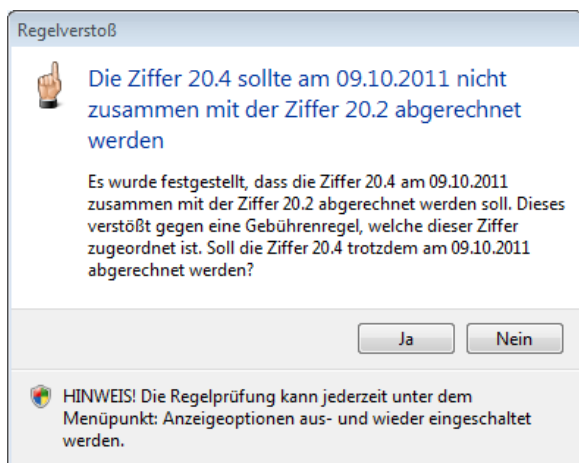 Regelverstoß
Die Ziffer 20.4 sollte am 09.10.2011 nicht
zusammen mit der Ziffer 20.2 abgerechnet
werden
Es wurde festgestellt, dass die Ziffer 20.4 am 09.10.2011
zusammen mit der Ziffer 20.2 abgerechnet werden soll. Dieses
verstößt gegen eine Gebührenregel, welche dieser Ziffer
zugeordnet ist. Soll die Ziffer 20.4 trotzdem am 09.10.2011
abgerechnet werden?
Ja Nein
HINWEIS! Die Regelprüfung kann jederzeit unter dem
Menüpunkt: Anzeigeoptionen aus- und wieder eingeschaltet
werden.